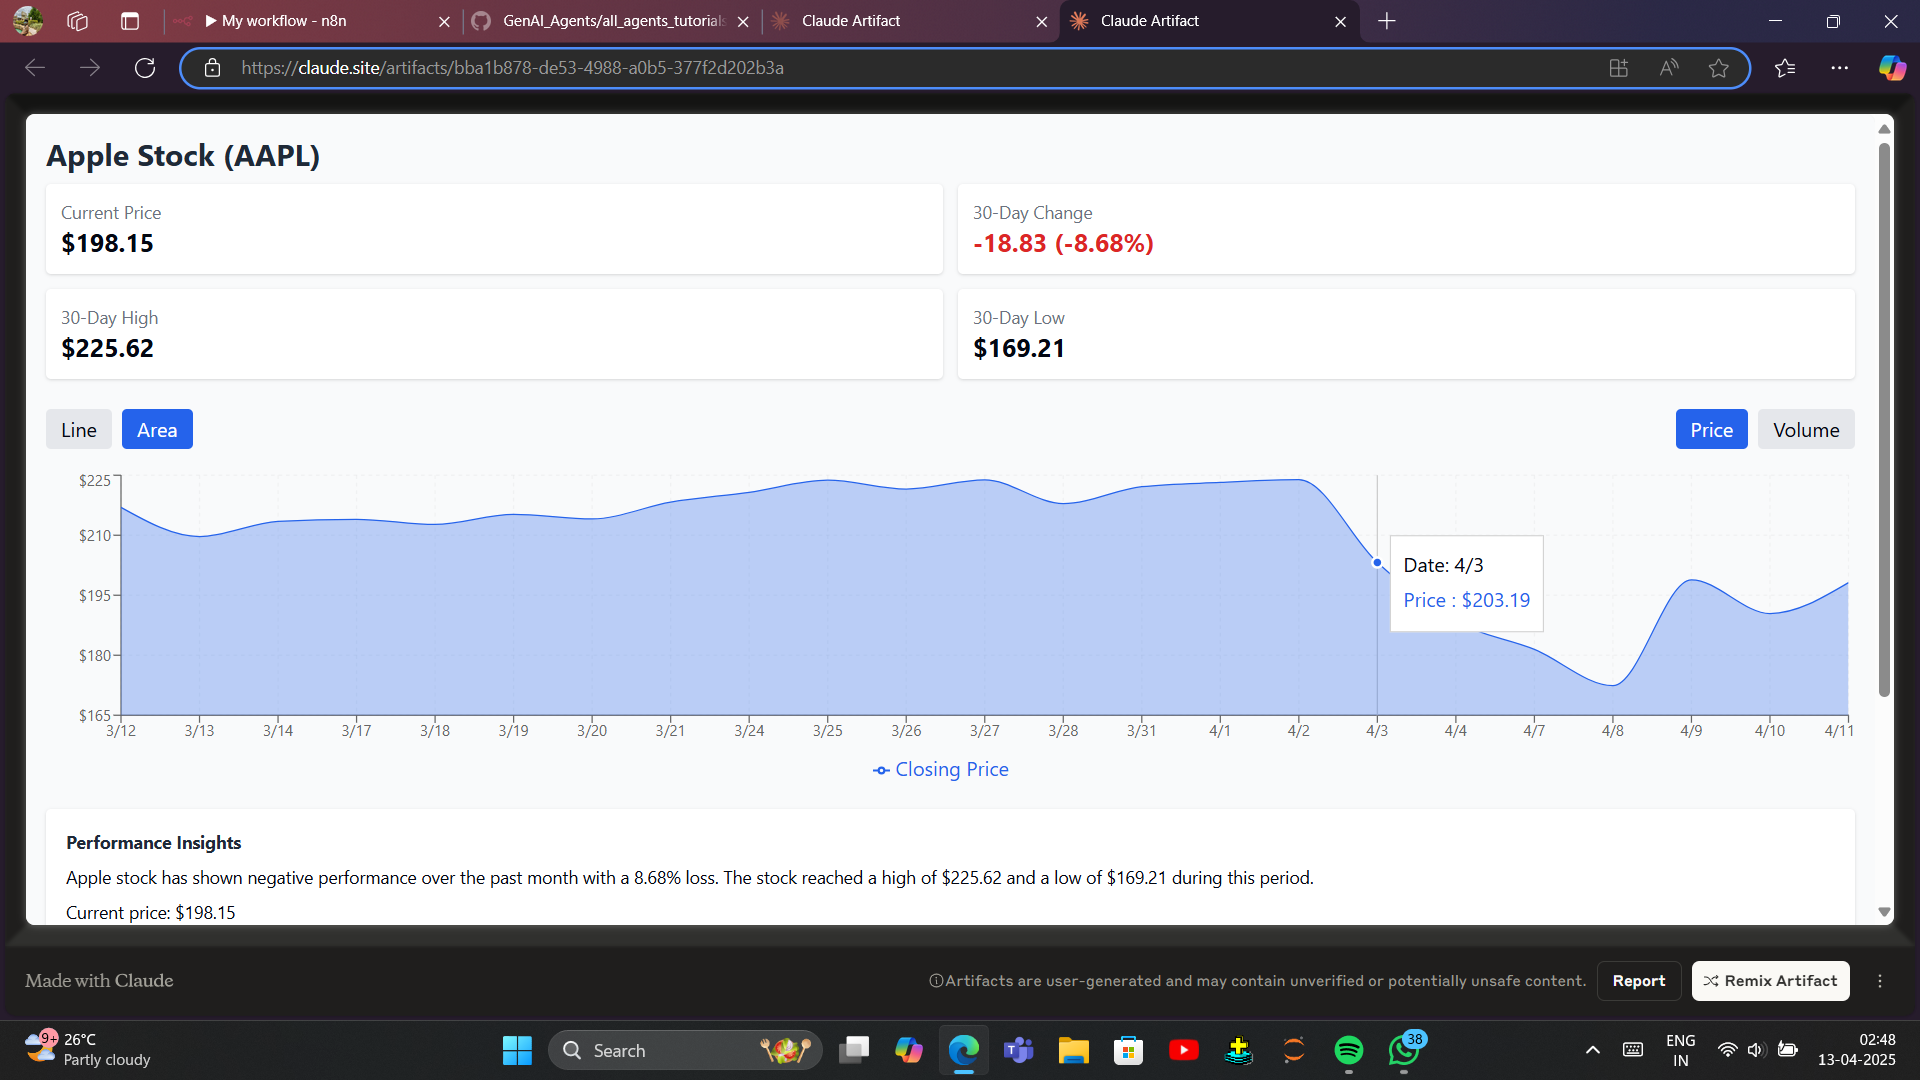 My workflow - n8n
GenAI_Agents/all_agents_tutorials
Claude Artifact
Claude Artifact
https://claude.site/artifacts/bba1b878-de53-4988-a0b5-377f2d202b3a
Apple Stock (AAPL)
Current Price
$198.15
30-Day Change
-18.83 (-8.68%)
30-Day High
$225.62
30-Day Low
$169.21
Line
Area
Price
Volume
$225
$210
$195
$180
$165
Date: 4/3
Price : $203.19
3/12 3/13 3/14 3/17 3/18 3/19 3/20 3/21 3/24 3/25 3/26 3/27 3/28 3/31 4/1 4/2 4/3 4/4 4/7 4/8 4/9 4/10 4/11
Closing Price
Performance Insights
Apple stock has shown negative performance over the past month with a 8.68% loss. The stock reached a high of $225.62 and a low of $169.21 during this period.
Current price: $198.15
Made with Claude
Artifacts are user-generated and may contain unverified or potentially unsafe content.
Report
Remix Artifact
9+
26°C
Partly cloudy
Search
38
ENG
IN
02:48
13-04-2025